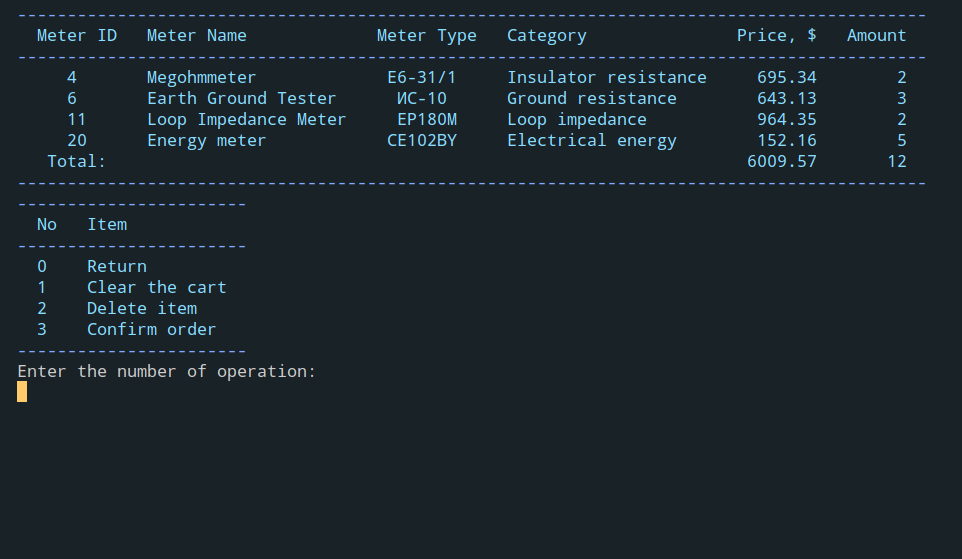 --------------------------------------------------------------------------------------------
Meter ID   Meter Name             Meter Type   Category               Price, $   Amount
--------------------------------------------------------------------------------------------
4       Megohmmeter             E6-31/1     Insulator resistance     695.34        2
6       Earth Ground Tester      ИС-10      Ground resistance        643.13        3
11      Loop Impedance Meter     EP180M     Loop impedance           964.35        2
20      Energy meter            CE102BY     Electrical energy        152.16        5
Total:                                                                6009.57       12
--------------------------------------------------------------------------------------------
-----------------------
No   Item
-----------------------
0    Return
1    Clear the cart
2    Delete item
3    Confirm order
-----------------------
Enter the number of operation: